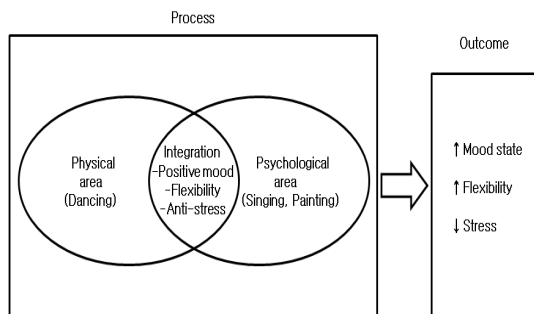 Process
Outcome
Physical
area
(Dancing)
Integration
-Positive mood
-Flexibility
-Anti-stress
Psychological
area
(Singing, Painting)
↑ Mood state
↑ Flexibility
↓ Stress